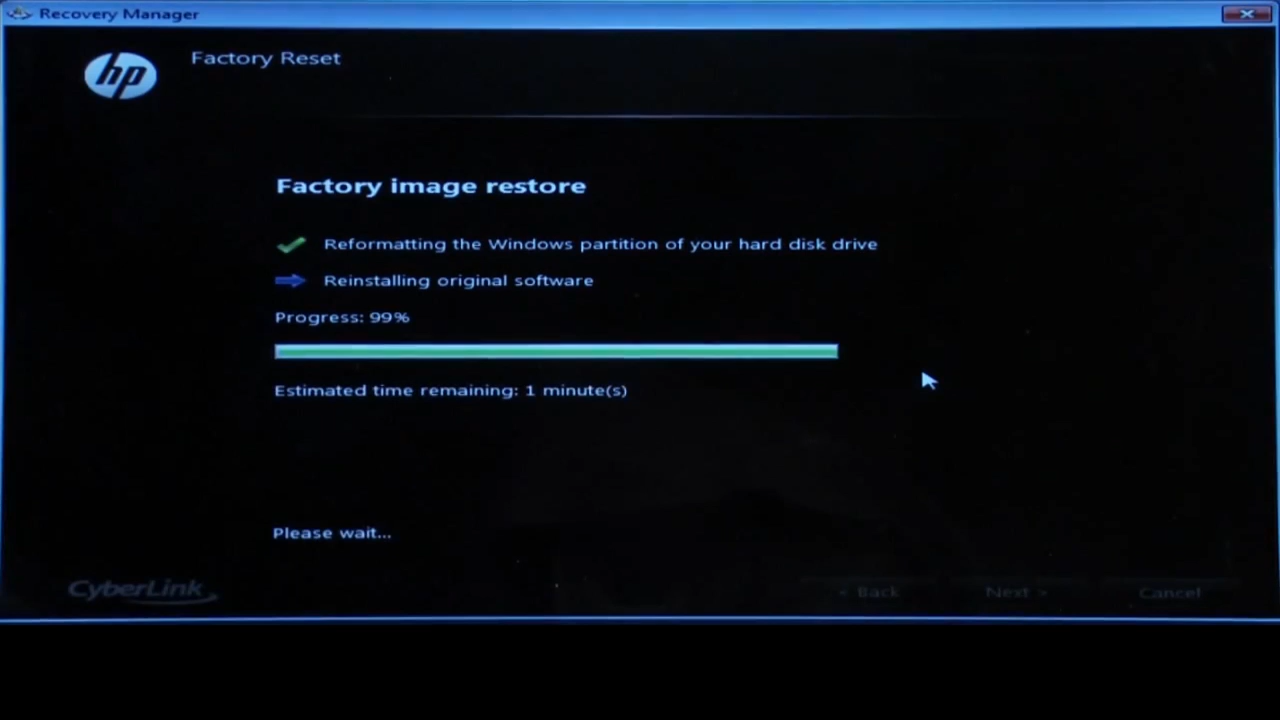 Recovery Manager
hp
Factory Reset
Factory image restore
Reformatting the Windows partition of your hard disk drive
Reinstalling original software
Progress: 99%
Estimated time remaining: 1 minute(s)
Please wait...
CyberLink
< Back Next > Cancel